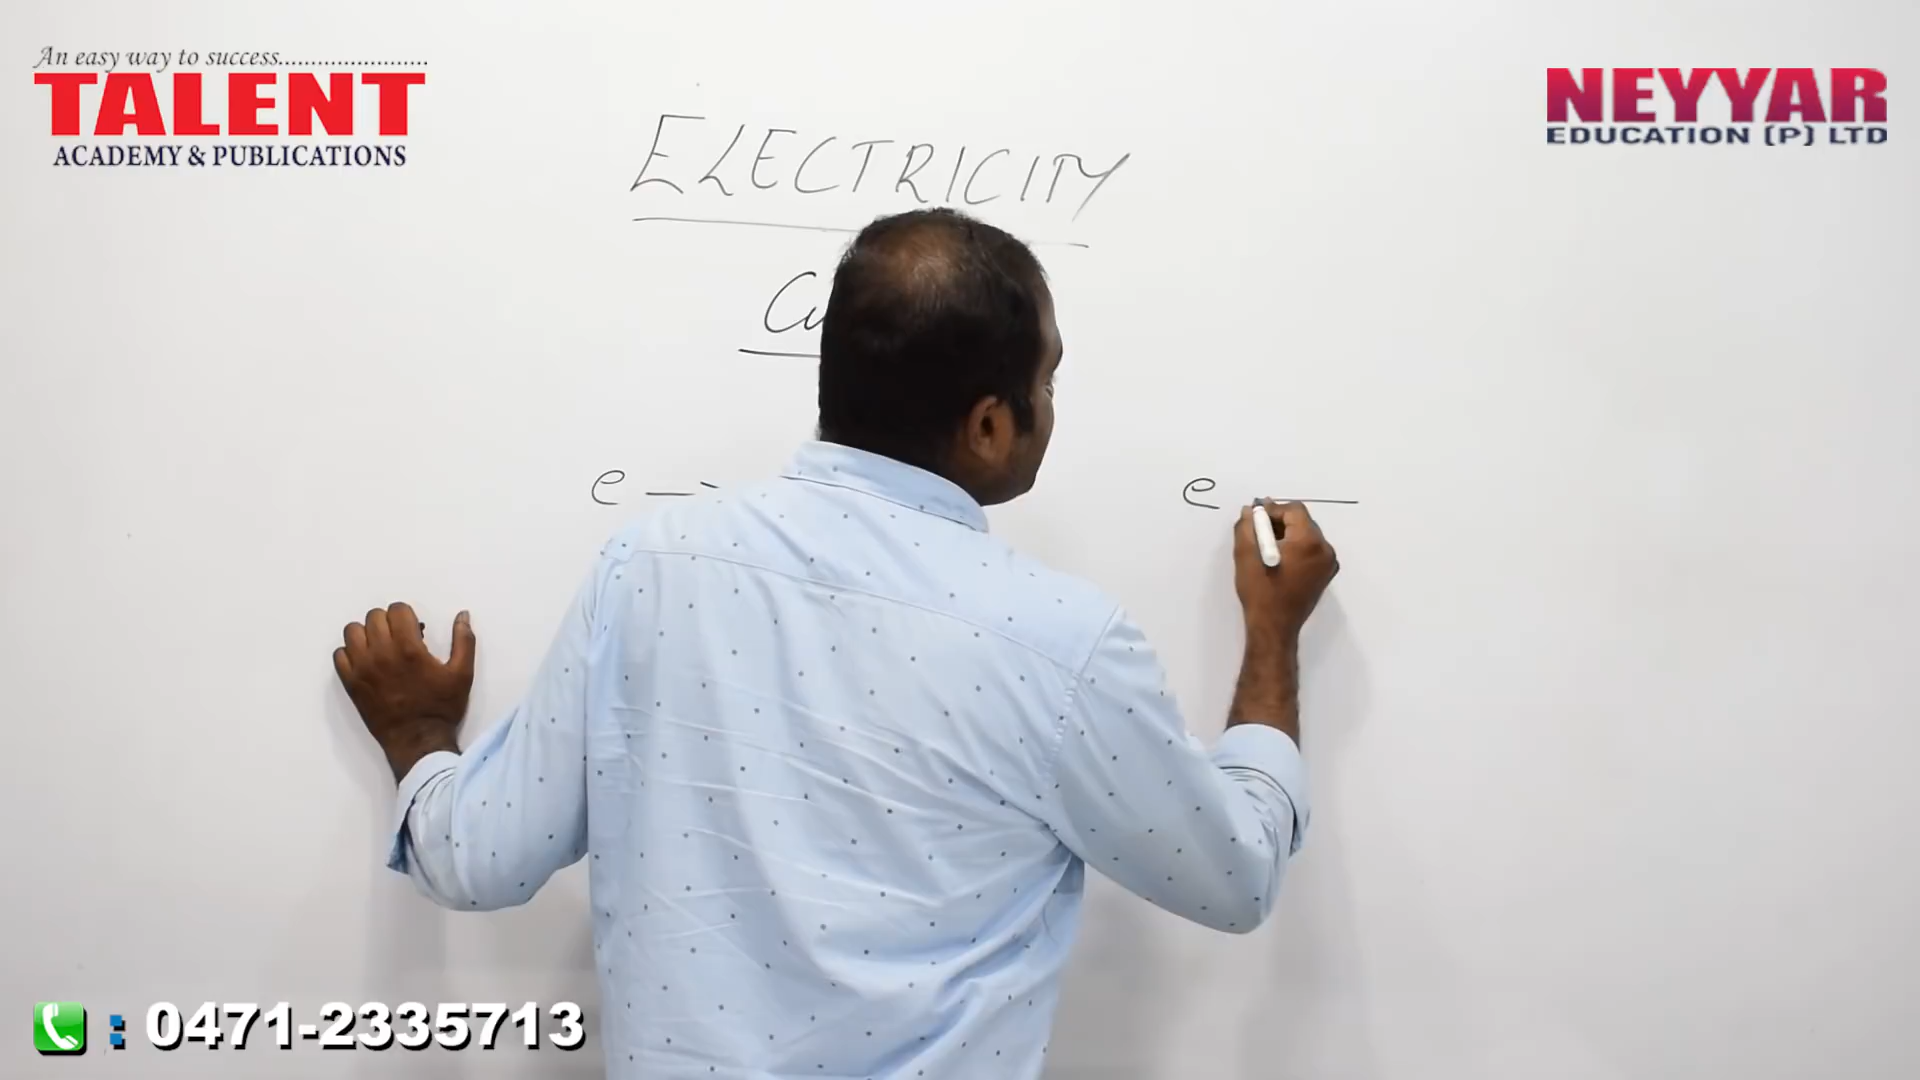 An easy way to success.......................
TALENT
ACADEMY & PUBLICATIONS
NEYYAR
EDUCATION (P) LTD
ELECTRICITY
e —
e —
: 0471-2335713